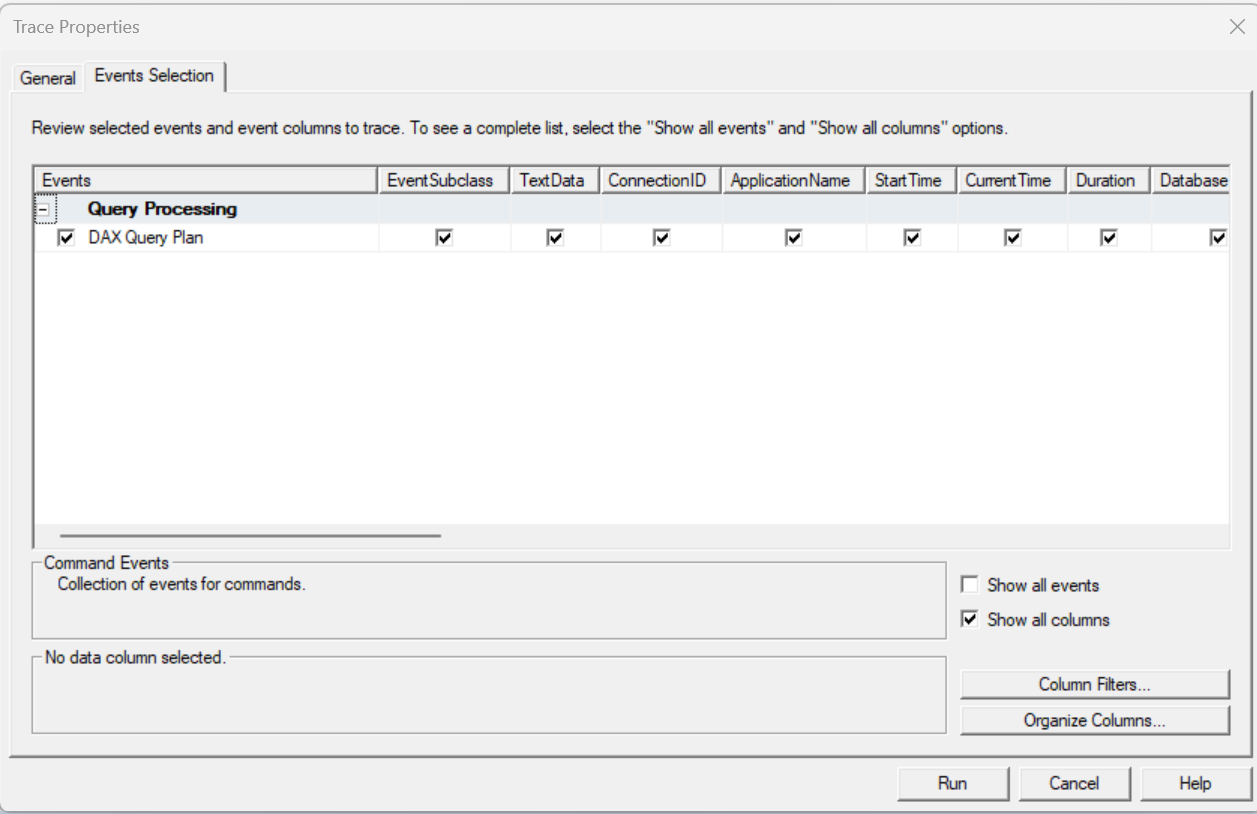 Trace Properties
General
Events Selection
Review selected events and event columns to trace. To see a complete list, select the "Show all events" and "Show all columns" options.
Events EventSubclass TextData ConnectionID ApplicationName StartTime CurrentTime Duration Database
Query Processing
DAX Query Plan
Command Events
Collection of events for commands.
Show all events
Show all columns
No data column selected.
Column Filters...
Organize Columns...
Run Cancel Help